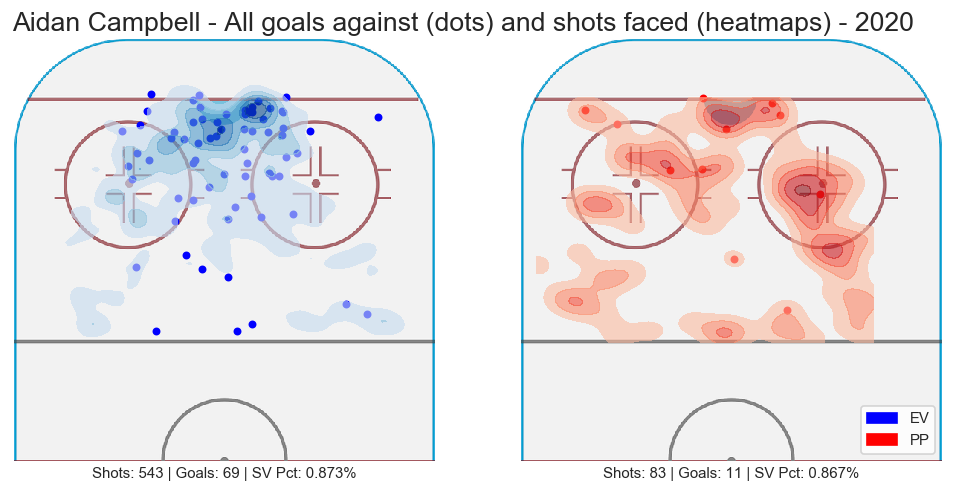 Aidan Campbell - All goals against (dots) and shots faced (heatmaps) - 2020
EV
PP
Shots: 543 | Goals: 69 | SV Pct: 0.873%
Shots: 83 | Goals: 11 | SV Pct: 0.867%